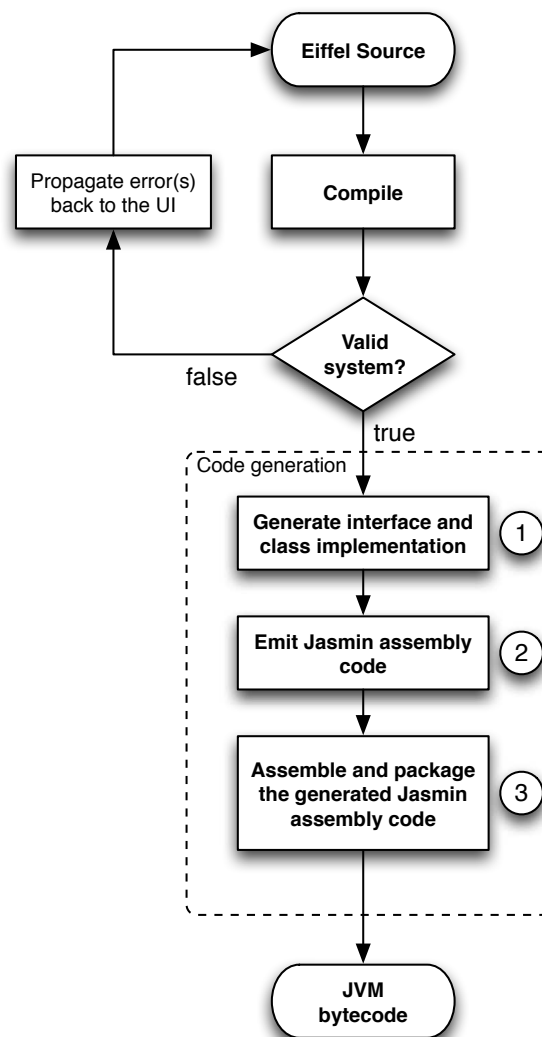 Eiffel Source
Propagate error(s)
back to the UI
Compile
Valid
system?
false
true
Code generation
Generate interface and
class implementation
1
Emit Jasmin assembly
code
2
Assemble and package
the generated Jasmin
assembly code
3
JVM
bytecode